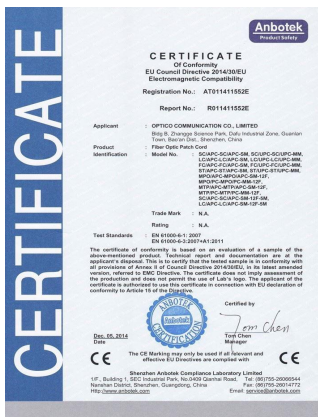 CERTIFICATE
Anbotek
Product Safety
CERTIFICATE
Of Conformity
EU Council Directive 2014/30/EU
Electromagnetic Compatibility
Registration No.: AT011411552E
Report No.: R011411552E
Applicant : OPTICO COMMUNICATION CO., LIMITED
Bldg B, Zhangge Science Park, Dafu Industrial Zone, Guanlan
Town, Bao'an Dist., Shenzhen, China
Product : Fiber Optic Patch Cord
Identification : Model No. : SC/APC-SC/APC-SM, SC/UPC-SC/UPC-MM,
LC/APC-LC/APC-SM, LC/UPC-LC/UPC-MM,
FC/APC-FC/APC-SM, FC/UPC-FC/UPC-MM,
ST/APC-ST/APC-SM, ST/UPC-ST/UPC-MM,
MPO/APC-MPO/APC-SM-12F,
MPO/PC-MPO/PC-MM-12F,
MTP/APC-MTP/APC-SM-12F,
MTP/PC-MTP/PC-MM-12F,
SC/APC-SC/APC-SM-12F-SM,
LC/APC-LC/APC-SM-12F-SM
Trade Mark : N.A.
Rating : N.A.
Test Standards : EN 61000-6-1: 2007
EN 61000-6-3:2007+A1:2011
The certificate of conformity is based on an evaluation of a sample of the
above-mentioned product. Technical report and documentation are at the
applicant's disposal. This is to certify that the tested sample is in conformity with
all provisions of Annex II of Council Directive 2014/30/EU, in its latest amended
version, referred to as EMC Directive. The certificate does not imply assessment of
the production and does not permit the use of Lab's logo. The applicant of the
certificate is authorized to use this certificate in connection with EU declaration of
conformity to Article 15 of the Directive.
ANBOTEK
Anbotek
CERTIFICATION
Certified by
Tom Chen
Dec. 05, 2014
Date
Tom Chen
Manager
CE
The CE Marking may only be used if all relevant and
effective EU Directives are complied with
CE
Shenzhen Anbotek Compliance Laboratory Limited
1/F., Building 1, SEC Industrial Park, No.0409 Qianhai Road, Tel: (86)755-26066544
Nanshan District, Shenzhen, Guangdong, China Fax: (86)755-26014772
Http://www.anbotek.com Email: service@anbotek.com